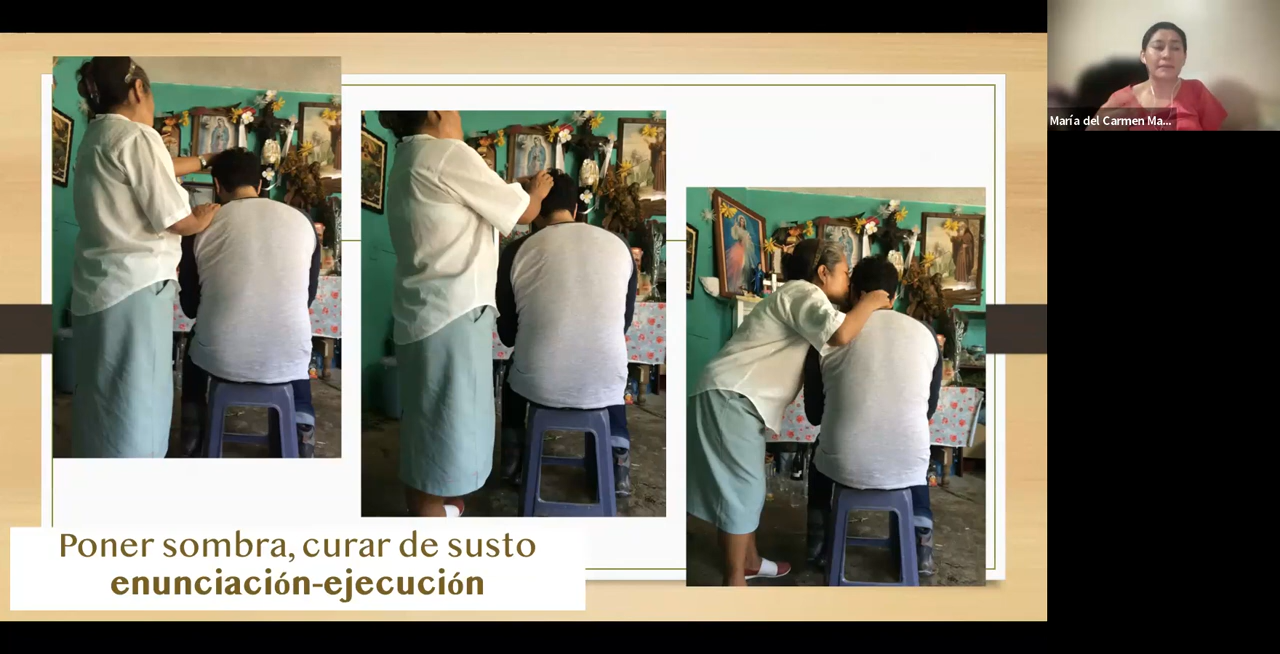 María del Carmen Ma...
Poner sombra, curar de susto
enunciación-ejecución